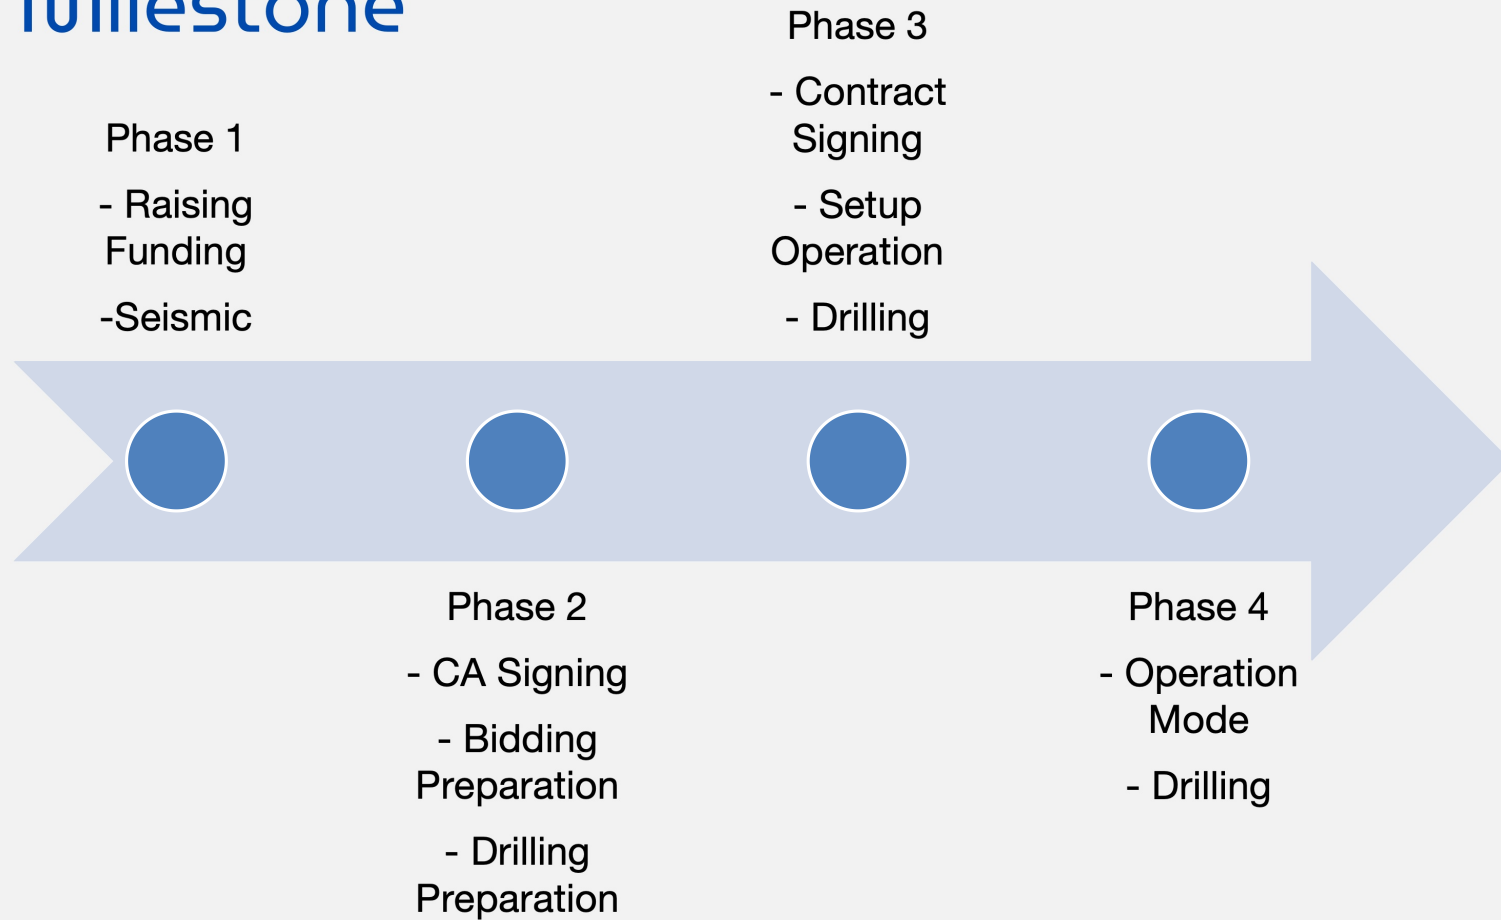 Milestone
Phase 1
- Raising
Funding
-Seismic
Phase 2
- CA Signing
- Bidding
Preparation
- Drilling
Preparation
Phase 3
- Contract
Signing
- Setup
Operation
- Drilling
Phase 4
- Operation
Mode
- Drilling